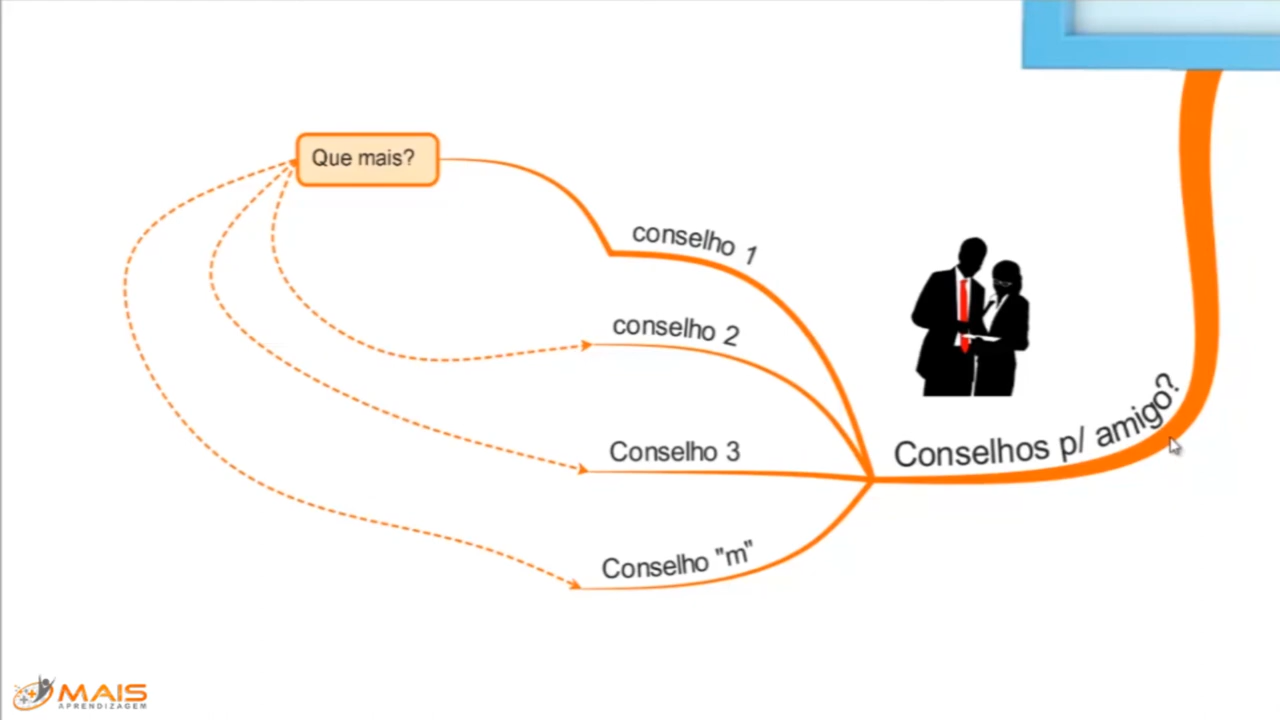 Que mais?
conselho 1
conselho 2
Conselho 3
Conselho "m"
Conselhos p/ amigo?
MAIS
APRENDIZAGEM